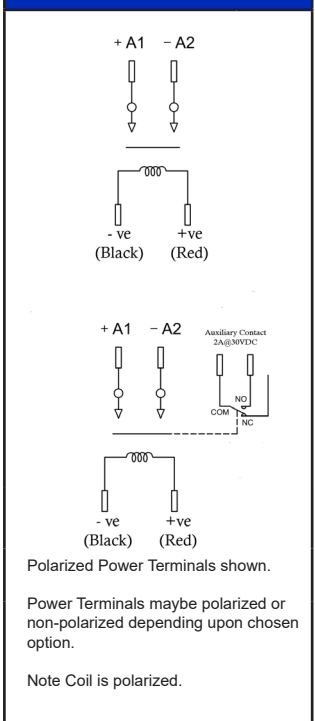 + A1 − A2
- ve +ve
(Black) (Red)
+ A1 − A2
Auxiliary Contact
2A@30VDC
NO
COM
NC
- ve +ve
(Black) (Red)
Polarized Power Terminals shown.
Power Terminals maybe polarized or
non-polarized depending upon chosen
option.
Note Coil is polarized.